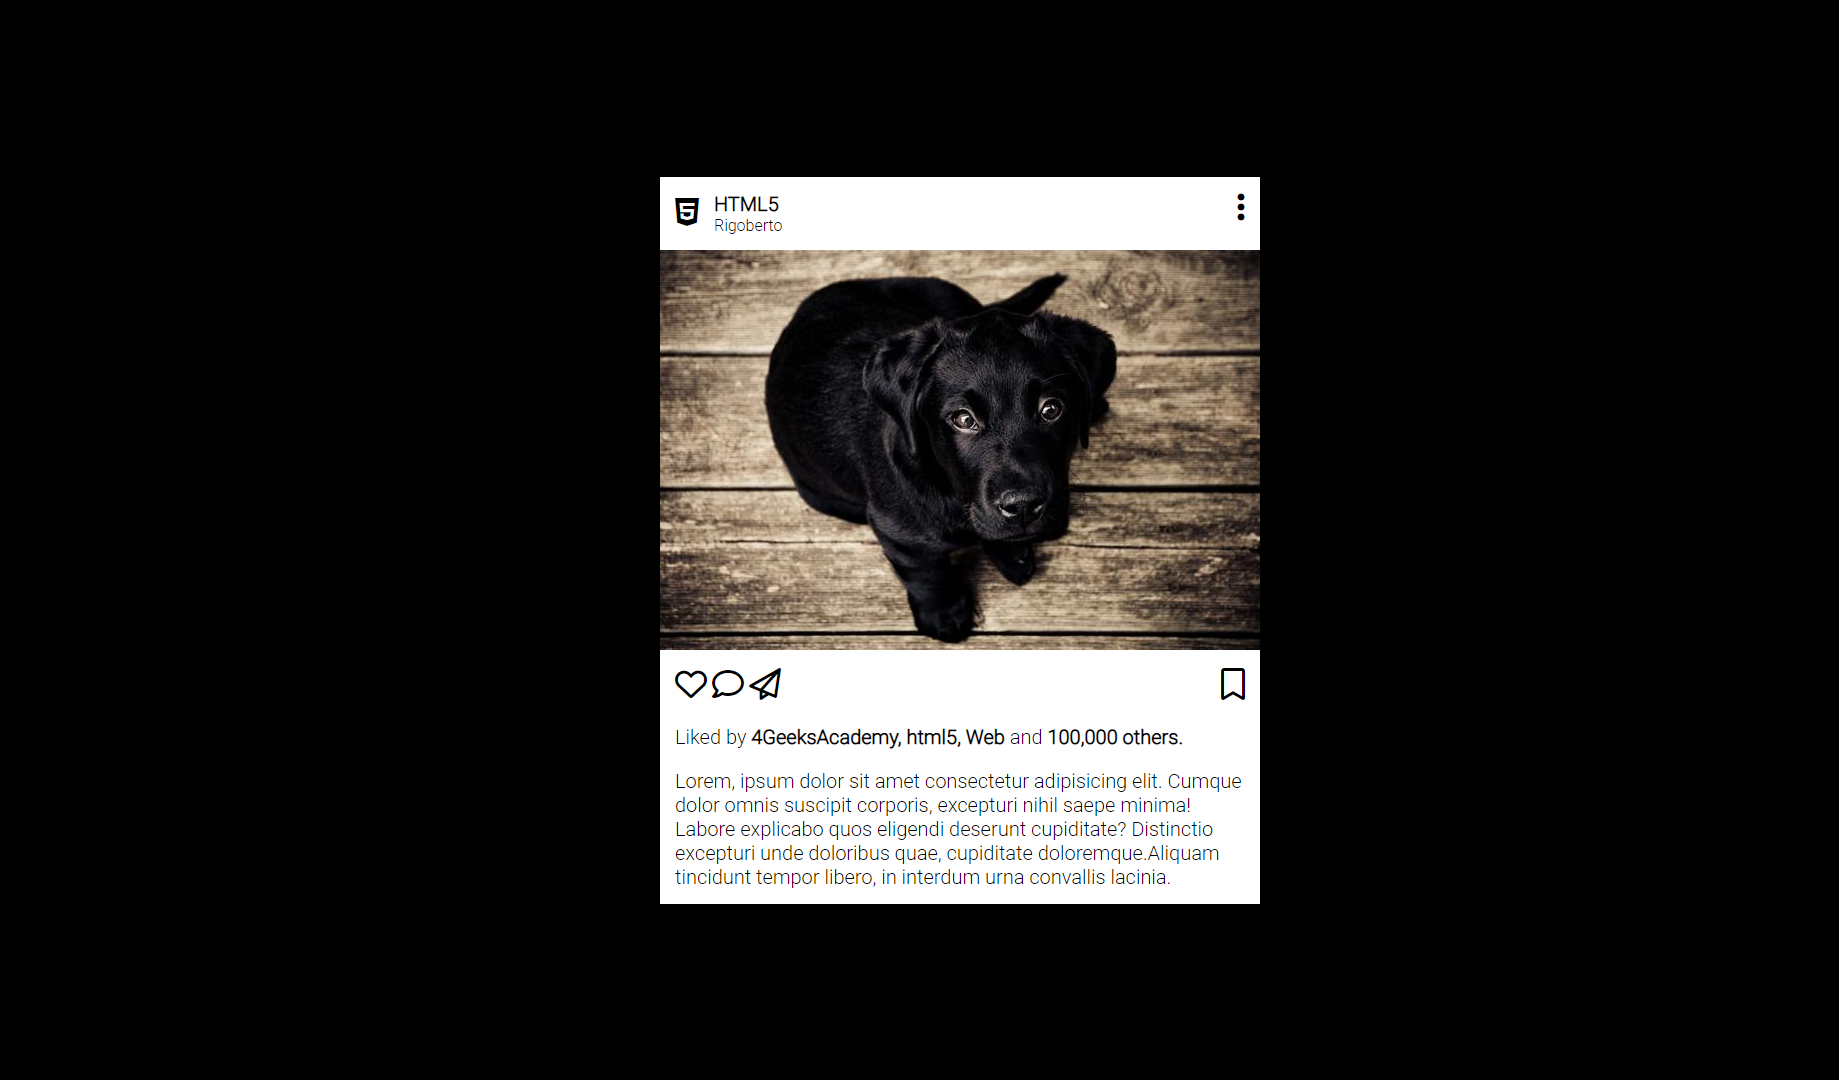 HTML5
Rigoberto
Liked by 4GeeksAcademy, html5, Web and 100,000 others.
Lorem, ipsum dolor sit amet consectetur adipisicing elit. Cumque
dolor omnis suscipit corporis, excepturi nihil saepe minima!
Labore explicabo quos eligendi deserunt cupiditate? Distinctio
excepturi unde doloribus quae, cupiditate doloremque.Aliquam
tincidunt tempor libero, in interdum urna convallis lacinia.